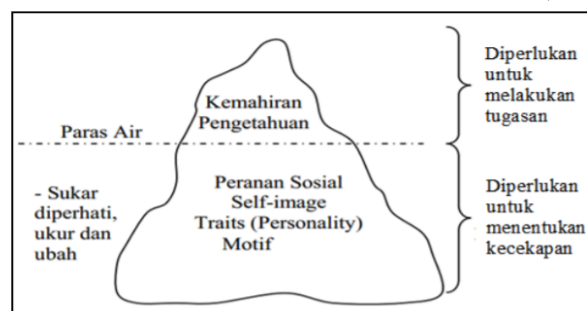 Kemahiran
Pengetahuan
Diperlukan
untuk
melakukan
tugasan
Paras Air
- Sukar
diperhati,
ukur dan
ubah
Peranan Sosial
Self-image
Traits (Personality)
Motif
Diperlukan
untuk
menentukan
kecekapan